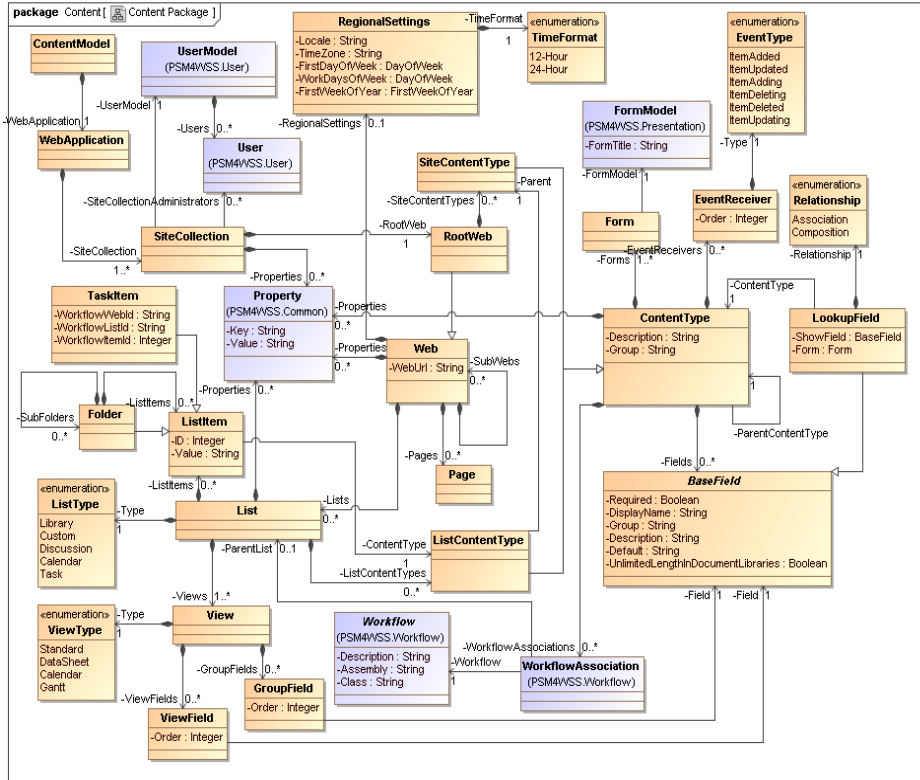 package Content [ Content Package ]
ContentModel
-WebApplication 1
WebApplication
-SiteCollection
1..*
UserModel
(PSM4WSS.User)
-UserModel 1
-Users 0..*
User
(PSM4WSS.User)
-SiteCollectionAdministrators 0..*
SiteCollection
-RootWeb
1
-Properties 0..*
RegionalSettings
-Locale : String
-TimeZone : String
-FirstDayOfWeek : DayOfWeek
-WorkDaysOfWeek : DayOfWeek
-FirstWeekOfYear : FirstWeekOfYear
-RegionalSettings 0..1
-TimeFormat
1
«enumeration»
TimeFormat
12-Hour
24-Hour
«enumeration»
EventType
ItemAdded
ItemUpdated
ItemAdding
ItemDeleting
ItemDeleted
ItemUpdating
-Type 1
FormModel
(PSM4WSS.Presentation)
-FormTitle : String
-FormModel 1
SiteContentType
-Parent
1
-SiteContentTypes 0..*
RootWeb
Form
-Forms 1..*
EventReceiver
-Order : Integer
-EventReceivers 0..*
«enumeration»
Relationship
Association
Composition
-Relationship 1
TaskItem
-WorkflowWebId : String
-WorkflowListId : String
-WorkflowItemId : Integer
Property
(PSM4WSS.Common)
-Key : String
-Value : String
-Properties
0..*
-Properties
0..*
-Properties 0..*
Web
-WebUrl : String
-SubWebs
0..*
ContentType
-Description : String
-Group : String
-ContentType
1
1
-ParentContentType
LookupField
-ShowField : BaseField
-Form : Form
Folder
-SubFolders
0..*
-ListItems 0..*
ListItem
-ID : Integer
-Value : String
-ListItems 0..*
-Pages 0..*
Page
-Fields 0..*
BaseField
-Required : Boolean
-DisplayName : String
-Group : String
-Description : String
-Default : String
-UnlimitedLengthInDocumentLibraries : Boolean
«enumeration»
ListType
Library
Custom
Discussion
Calendar
Task
-Type
1
List
-Lists
0..*
-ParentList 0..1
-ContentType
1
-ListContentTypes
0..*
ListContentType
-Views 1..*
«enumeration»
ViewType
Standard
DataSheet
Calendar
Gantt
-Type
1
View
-GroupFields 0..*
-ViewFields 0..*
GroupField
-Order : Integer
ViewField
-Order : Integer
Workflow
(PSM4WSS.Workflow)
-Description : String
-Assembly : String
-Class : String
-Workflow
1
-WorkflowAssociations 0..*
WorkflowAssociation
(PSM4WSS.Workflow)
-Field 1
-Field 1